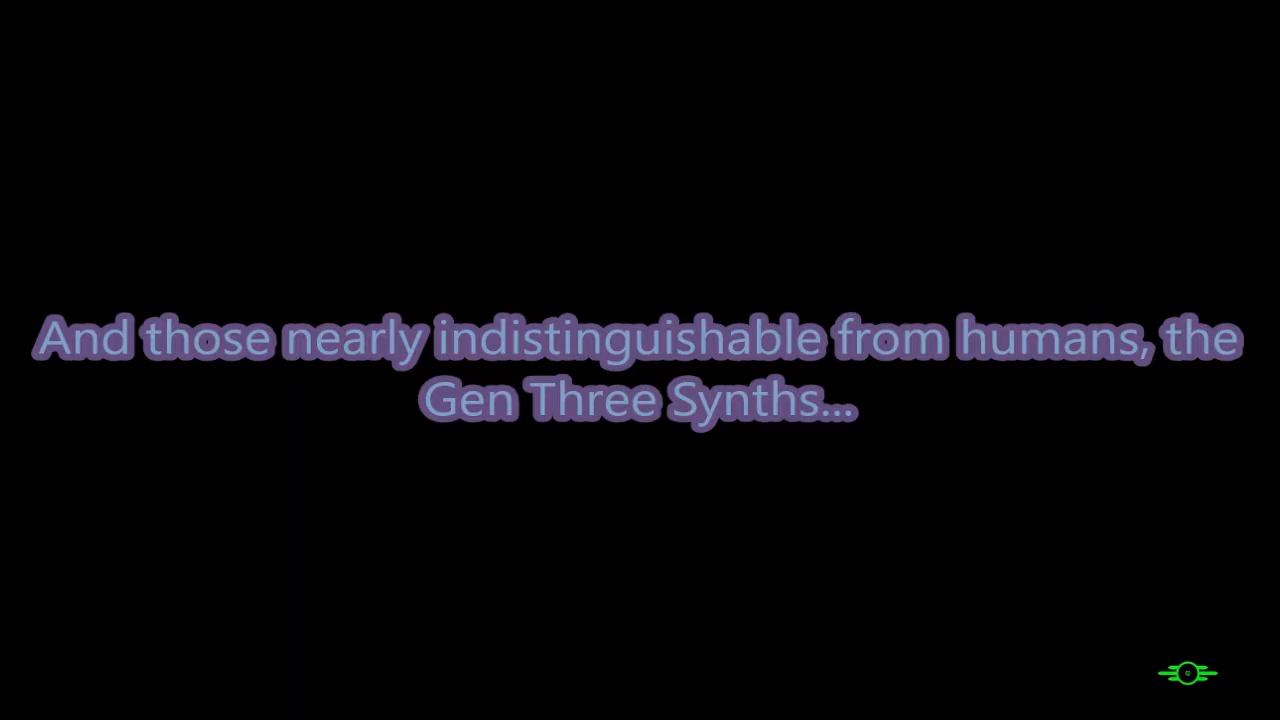 And those nearly indistinguishable from humans, the
Gen Three Synths...